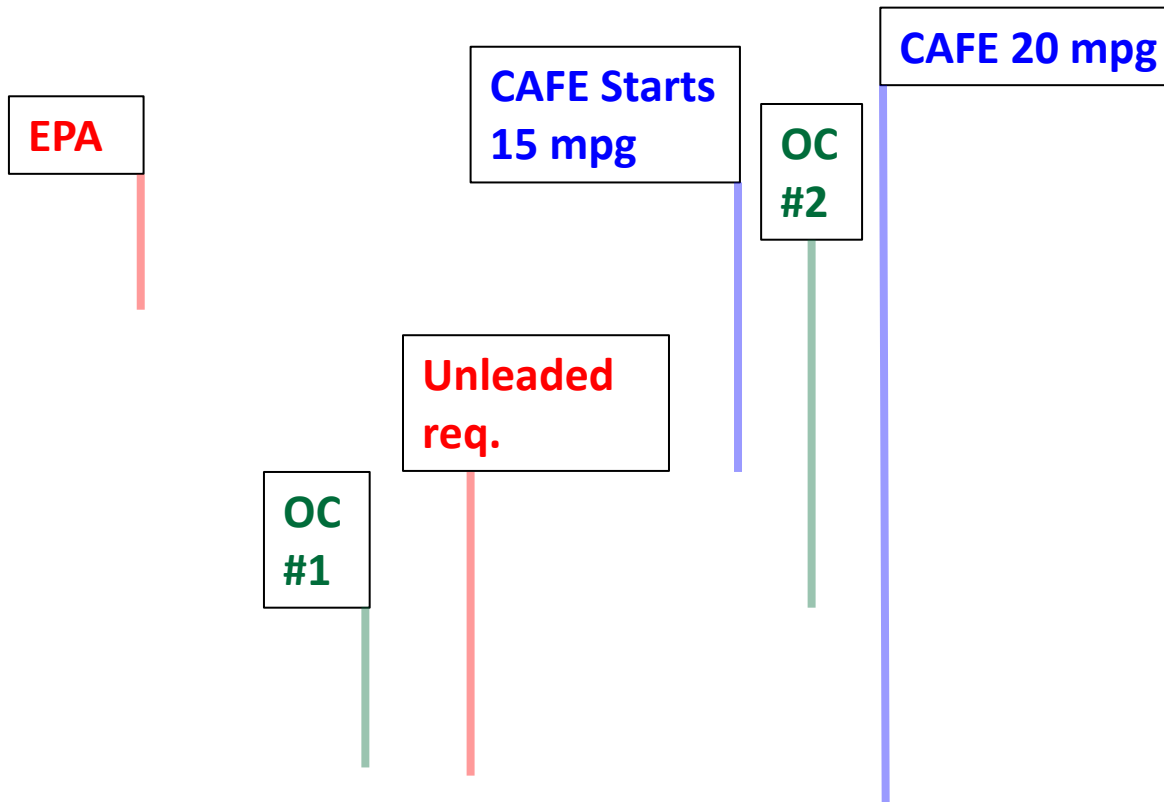 EPA
CAFE Starts
15 mpg
CAFE 20 mpg
OC
#2
Unleaded
req.
OC
#1